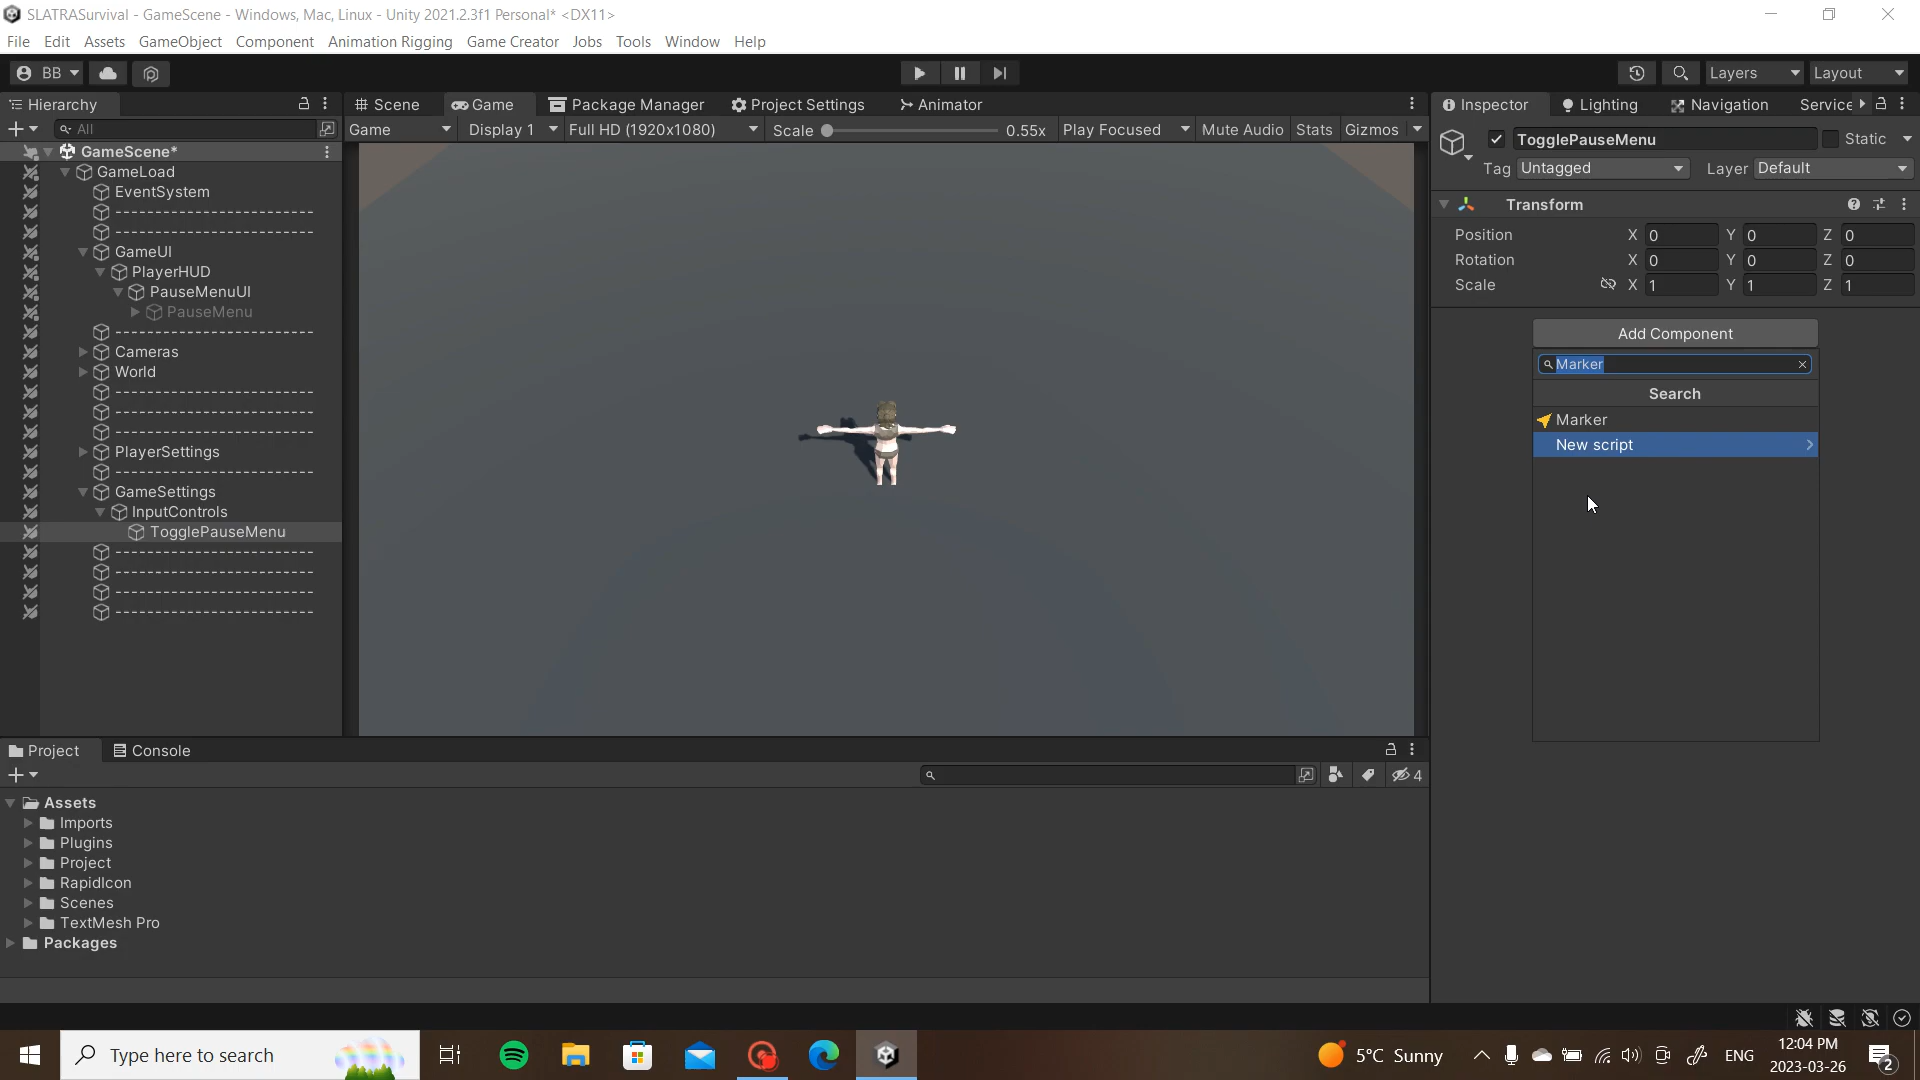 SLATRASurvival - GameScene - Windows, Mac, Linux - Unity 2021.2.3f1 Personal* <DX11>
File Edit Assets GameObject Component Animation Rigging Game Creator Jobs Tools Window Help
BB Layers Layout
Hierarchy Scene Game Package Manager Project Settings Animator Inspector Lighting Navigation Service
All Game Display 1 Full HD (1920x1080) Scale 0.55x Play Focused Mute Audio Stats Gizmos
TogglePauseMenu Static
Tag Untagged Layer Default
GameScene*
GameLoad
EventSystem
-------------------------
-------------------------
GameUI
PlayerHUD
PauseMenuUI
PauseMenu
-------------------------
Cameras
World
-------------------------
-------------------------
-------------------------
PlayerSettings
-------------------------
GameSettings
InputControls
TogglePauseMenu
-------------------------
-------------------------
-------------------------
-------------------------
Transform
Position X 0 Y 0 Z 0
Rotation X 0 Y 0 Z 0
Scale X 1 Y 1 Z 1
Add Component
Marker
Search
Marker
New script
Project Console
4
Assets
Imports
Plugins
Project
RapidIcon
Scenes
TextMesh Pro
Packages
Type here to search
5°C Sunny
ENG
12:04 PM
2023-03-26
2